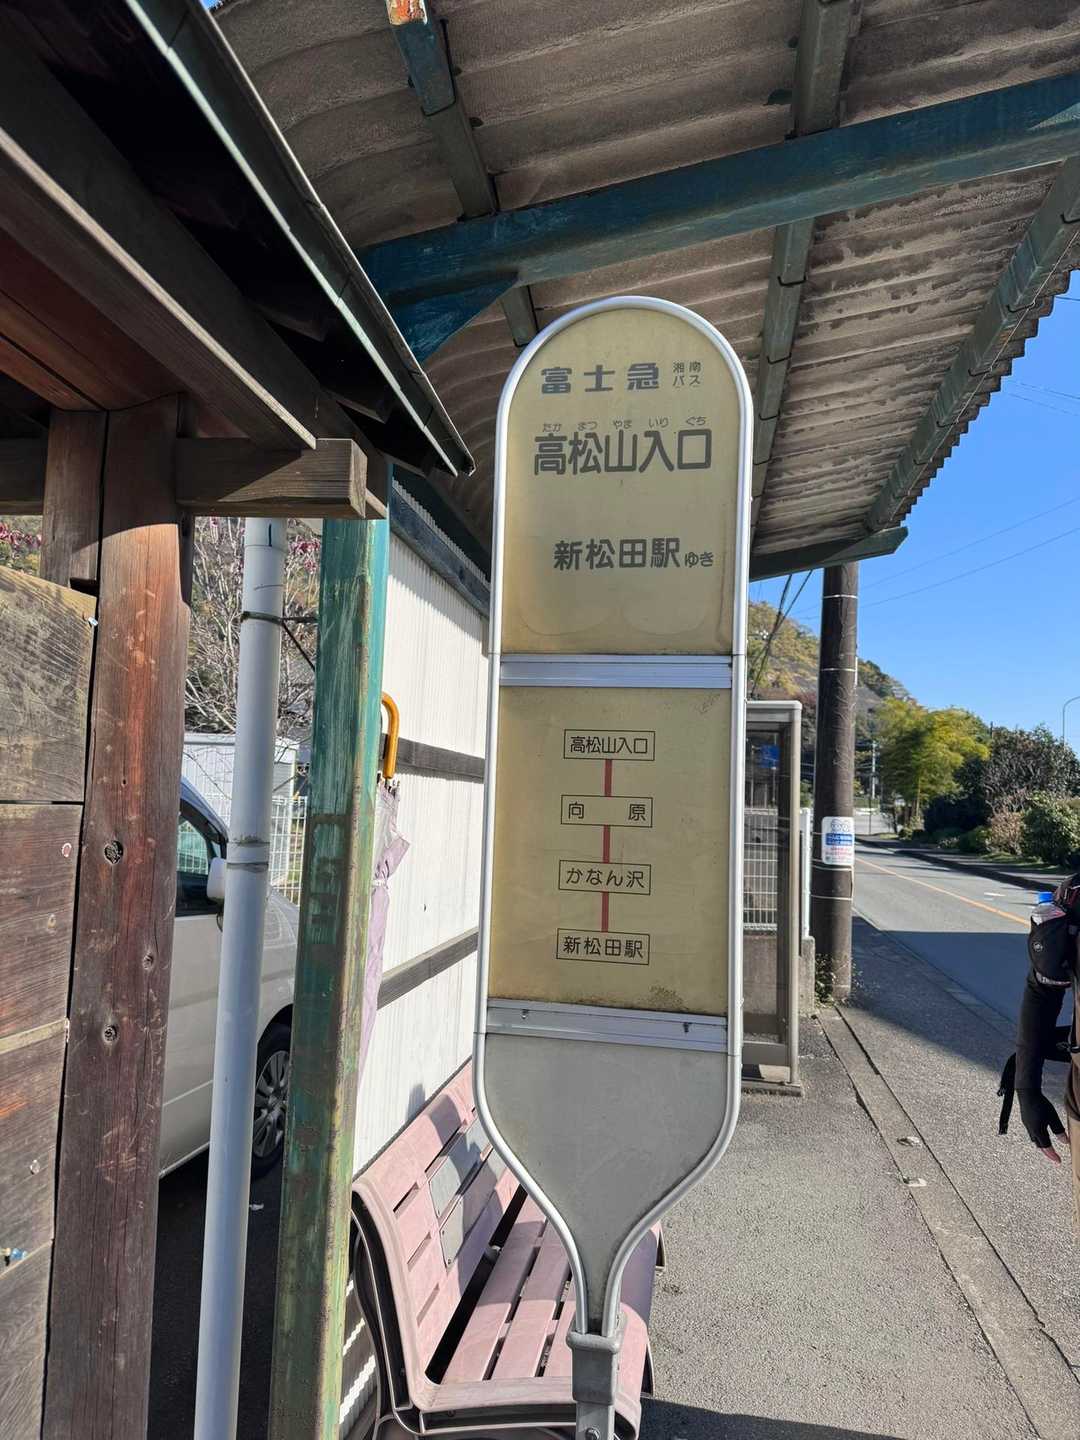 富士急 湘南バス
たか まつ やま いり ぐち
高松山入口
新松田駅ゆき
高松山入口
向原
かなん沢
新松田駅